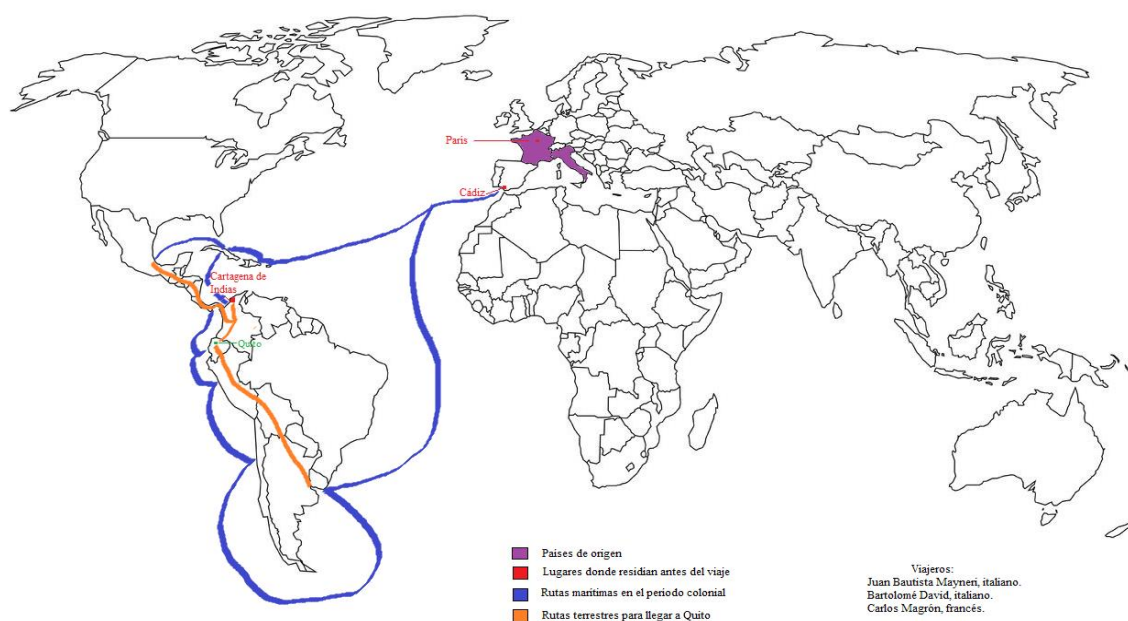 Paris
Cádiz
Cartagena de
Indias
Quito
Países de origen
Lugares donde residian antes del viaje
Rutas marítimas en el periodo colonial
Rutas terrestres para llegar a Quito
Viajeros:
Juan Bautista Mayneri, italiano.
Bartolomé David, italiano.
Carlos Magrón, francés.